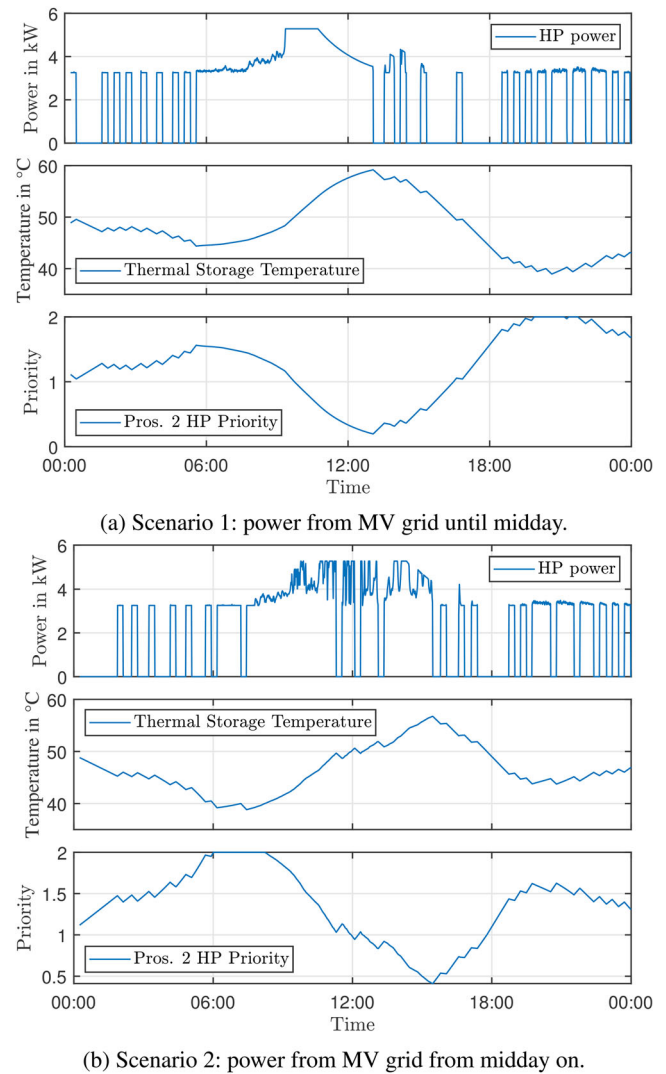 6
4
2
0
Power in kW
HP power
60
50
40
Temperature in °C
Thermal Storage Temperature
2
1
0
Priority
Pros. 2 HP Priority
00:00 06:00 12:00 18:00 00:00
Time
(a) Scenario 1: power from MV grid until midday.
6
4
2
0
Power in kW
HP power
60
50
40
Temperature in °C
Thermal Storage Temperature
2
1.5
1
0.5
Priority
Pros. 2 HP Priority
00:00 06:00 12:00 18:00 00:00
Time
(b) Scenario 2: power from MV grid from midday on.